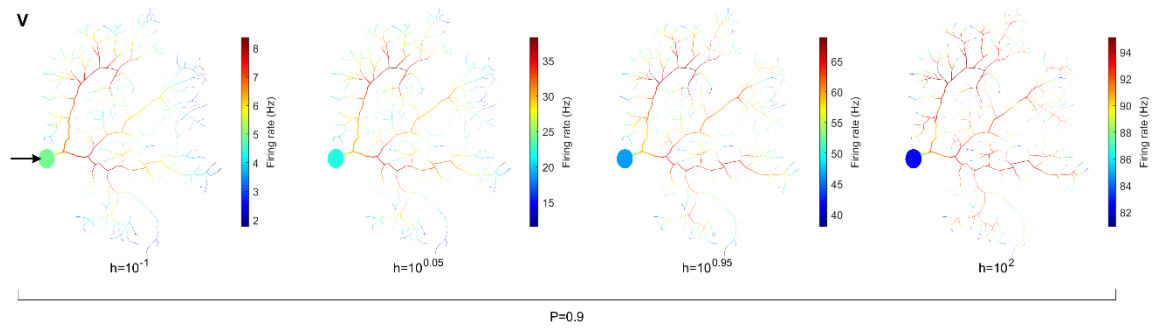 V
8
7
6
5
4
3
2
Firing rate (Hz)
h=10^-1
35
30
25
20
15
Firing rate (Hz)
h=10^0.05
65
60
55
50
45
40
Firing rate (Hz)
h=10^0.95
94
92
90
88
86
84
82
Firing rate (Hz)
h=10^2
P=0.9